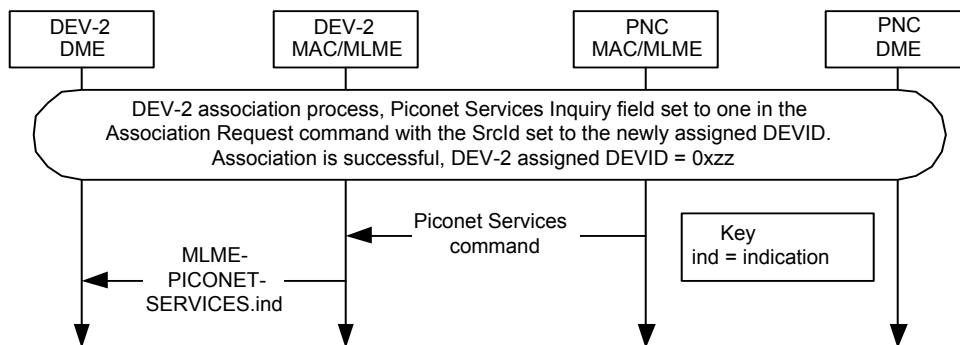 DEV-2
DME
DEV-2
MAC/MLME
PNC
MAC/MLME
PNC
DME
DEV-2 association process, Piconet Services Inquiry field set to one in the
Association Request command with the SrcId set to the newly assigned DEVID.
Association is successful, DEV-2 assigned DEVID = 0xzz
Piconet Services
command
Key
ind = indication
MLME-
PICONET-
SERVICES.ind